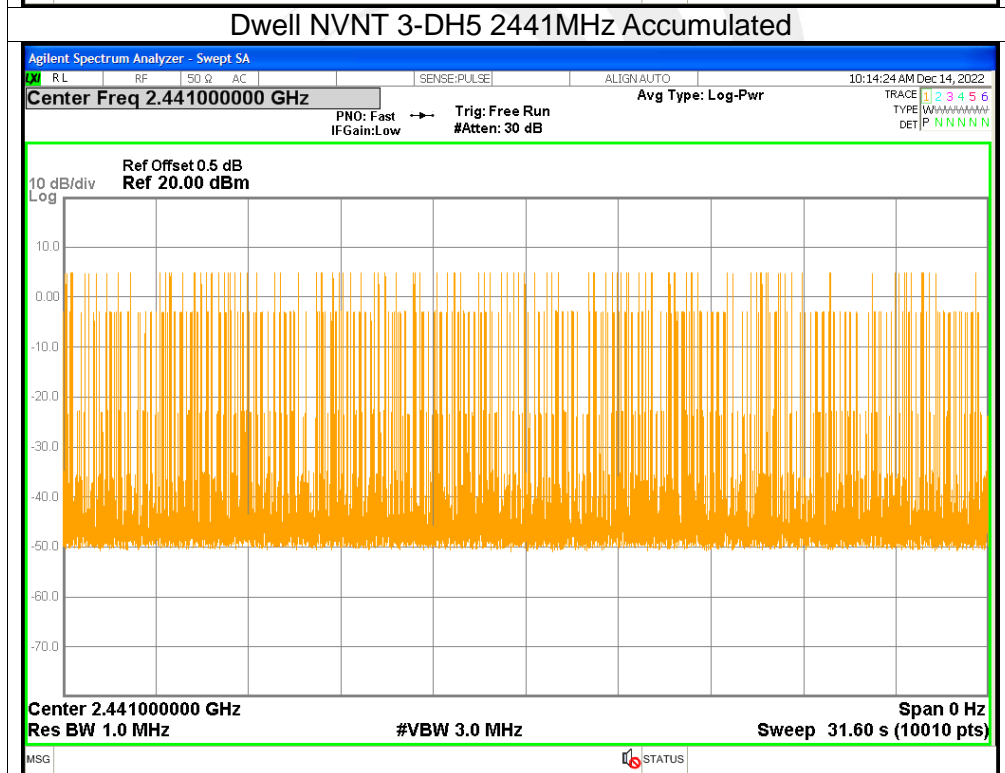 Dwell NVNT 3-DH5 2441MHz Accumulated
Agilent Spectrum Analyzer - Swept SA
LXI RL RF 50 Ω AC SENSE:PULSE ALIGN AUTO 10:14:24 AM Dec 14, 2022
Center Freq 2.441000000 GHz Avg Type: Log-Pwr TRACE 1 2 3 4 5 6
PNO: Fast Trig: Free Run TYPE WWWWWW
IFGain:Low #Atten: 30 dB DET P N N N N N
Ref Offset 0.5 dB
10 dB/div Ref 20.00 dBm
Log
10.0
0.00
-10.0
-20.0
-30.0
-40.0
-50.0
-60.0
-70.0
Center 2.441000000 GHz Span 0 Hz
Res BW 1.0 MHz #VBW 3.0 MHz Sweep 31.60 s (10010 pts)
MSG STATUS